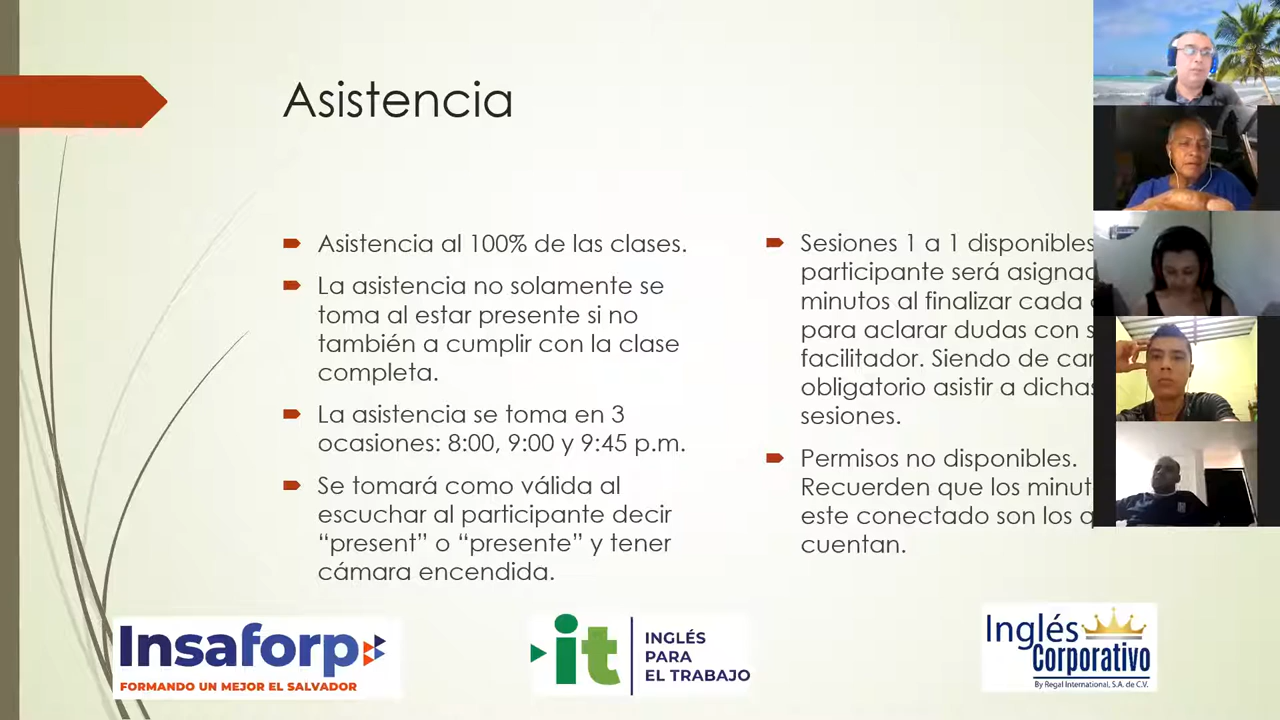 Asistencia
Asistencia al 100% de las clases.
La asistencia no solamente se
toma al estar presente si no
también a cumplir con la clase
completa.
La asistencia se toma en 3
ocasiones: 8:00, 9:00 y 9:45 p.m.
Se tomará como válida al
escuchar al participante decir
“present” o “presente” y tener
cámara encendida.
Sesiones 1 a 1 disponibles
participante será
minutos al finalizar cada
para aclarar dudas con
facilitador. Siendo de
obligatorio asistir a dichas
sesiones.
Permisos no disponibles.
Recuerden que los
este conectado son los
cuentan.
Insaforp
FORMANDO UN MEJOR EL SALVADOR
it
INGLÉS
PARA
EL TRABAJO
Inglés
Corporativo
By Regal International, S.A. de C.V.